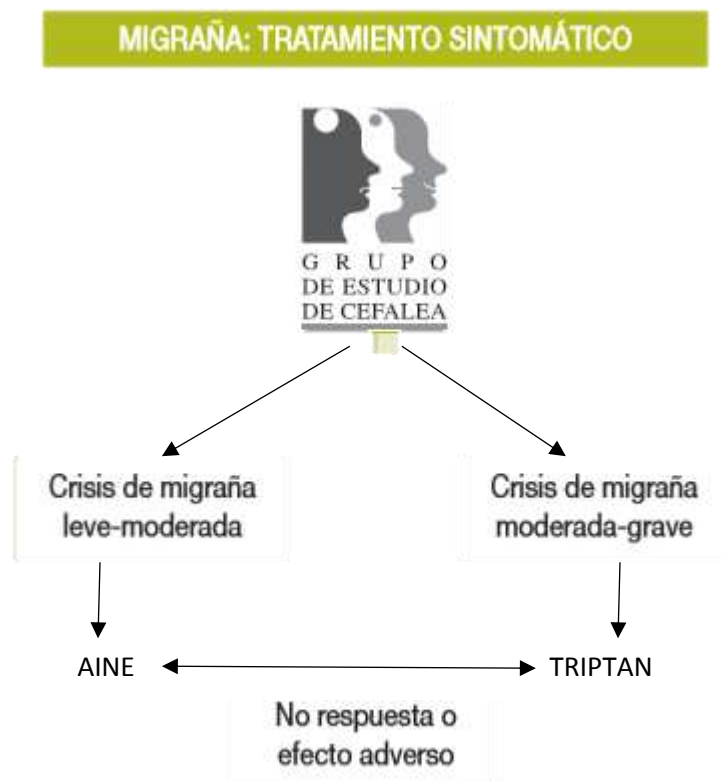 MIGRAÑA: TRATAMIENTO SINTOMÁTICO
GRUPO
DE ESTUDIO
DE CEFALEA
Crisis de migraña
leve-moderada
Crisis de migraña
moderada-grave
AINE
TRIPTAN
No respuesta o
efecto adverso